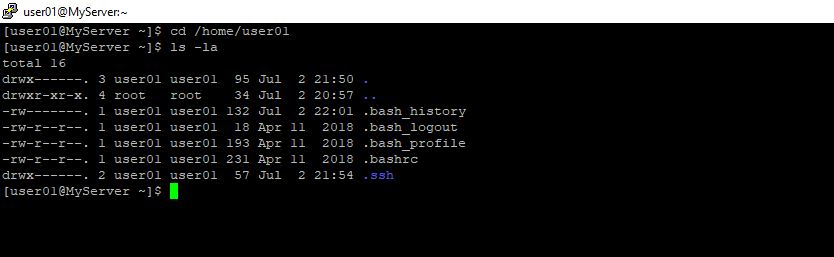 user01@MyServer:~
[user01@MyServer ~]$ cd /home/user01
[user01@MyServer ~]$ ls -la
total 16
drwx------. 3 user01 user01  95 Jul  2 21:50 .
drwxr-xr-x. 4 root   root    34 Jul  2 20:57 ..
-rw-------. 1 user01 user01 132 Jul  2 22:01 .bash_history
-rw-r--r--. 1 user01 user01  18 Apr 11  2018 .bash_logout
-rw-r--r--. 1 user01 user01 193 Apr 11  2018 .bash_profile
-rw-r--r--. 1 user01 user01 231 Apr 11  2018 .bashrc
drwx------. 2 user01 user01  57 Jul  2 21:54 .ssh
[user01@MyServer ~]$